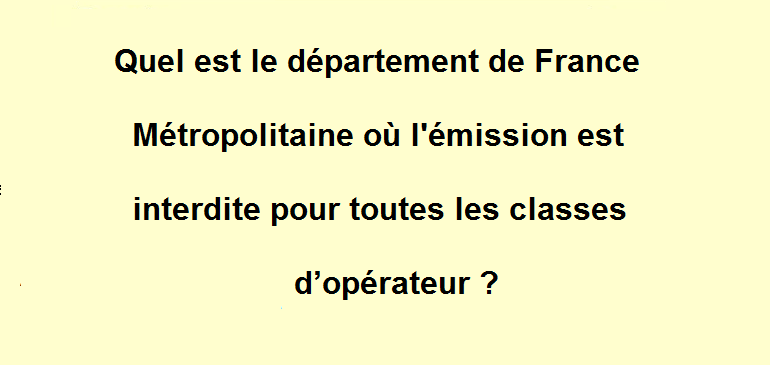 Quel est le département de France
Métropolitaine où l'émission est
interdite pour toutes les classes
d’opérateur ?